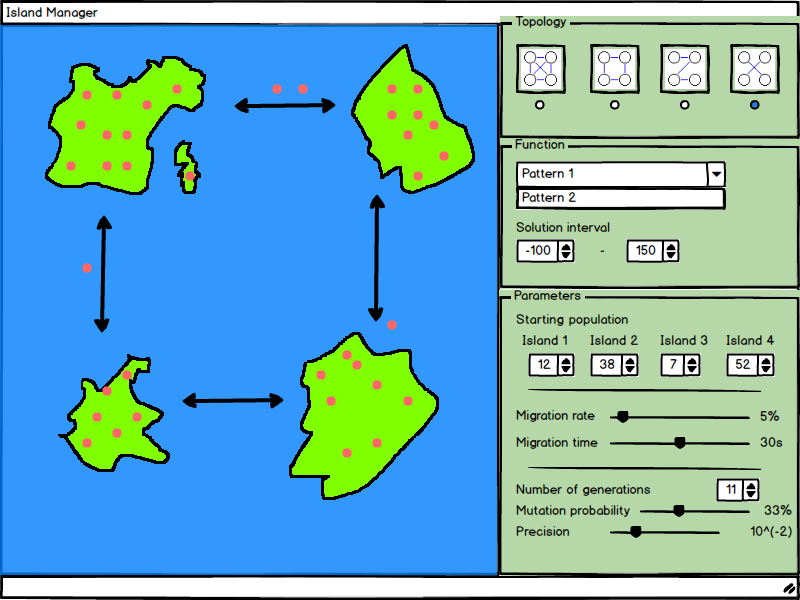 Island Manager
Topology
Function
Pattern 1
Pattern 2
Solution interval
-100 - 150
Parameters
Starting population
Island 1 Island 2 Island 3 Island 4
12 38 7 52
Migration rate 5%
Migration time 30s
Number of generations 11
Mutation probability 33%
Precision 10^(-2)